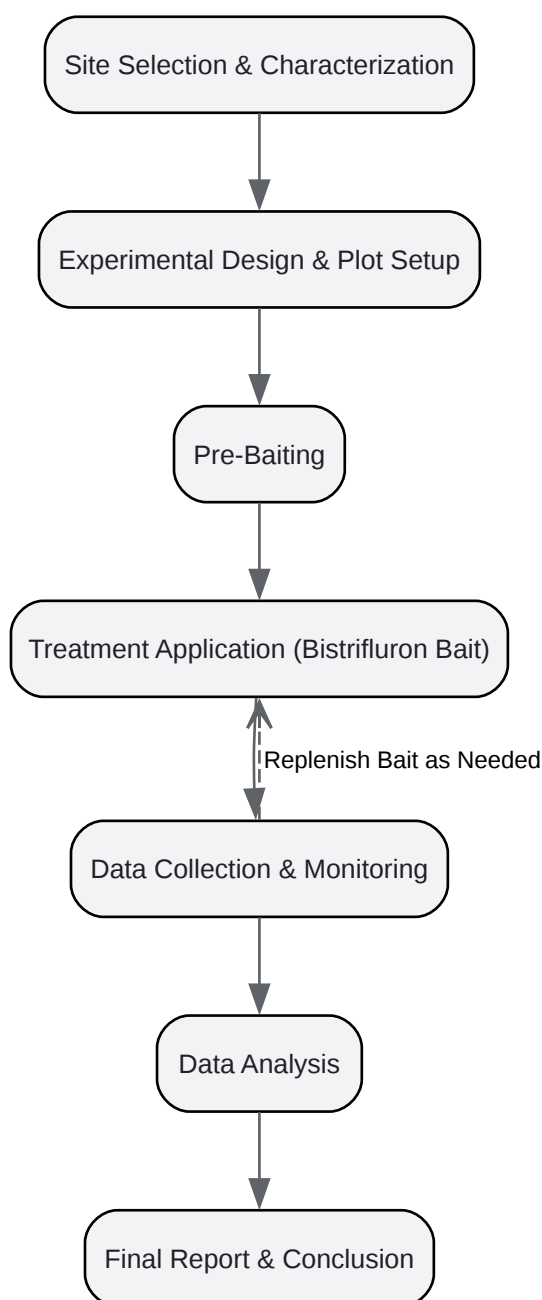 Site Selection & Characterization
Experimental Design & Plot Setup
Pre-Baiting
Treatment Application (Bistrifluron Bait)
Replenish Bait as Needed
Data Collection & Monitoring
Data Analysis
Final Report & Conclusion